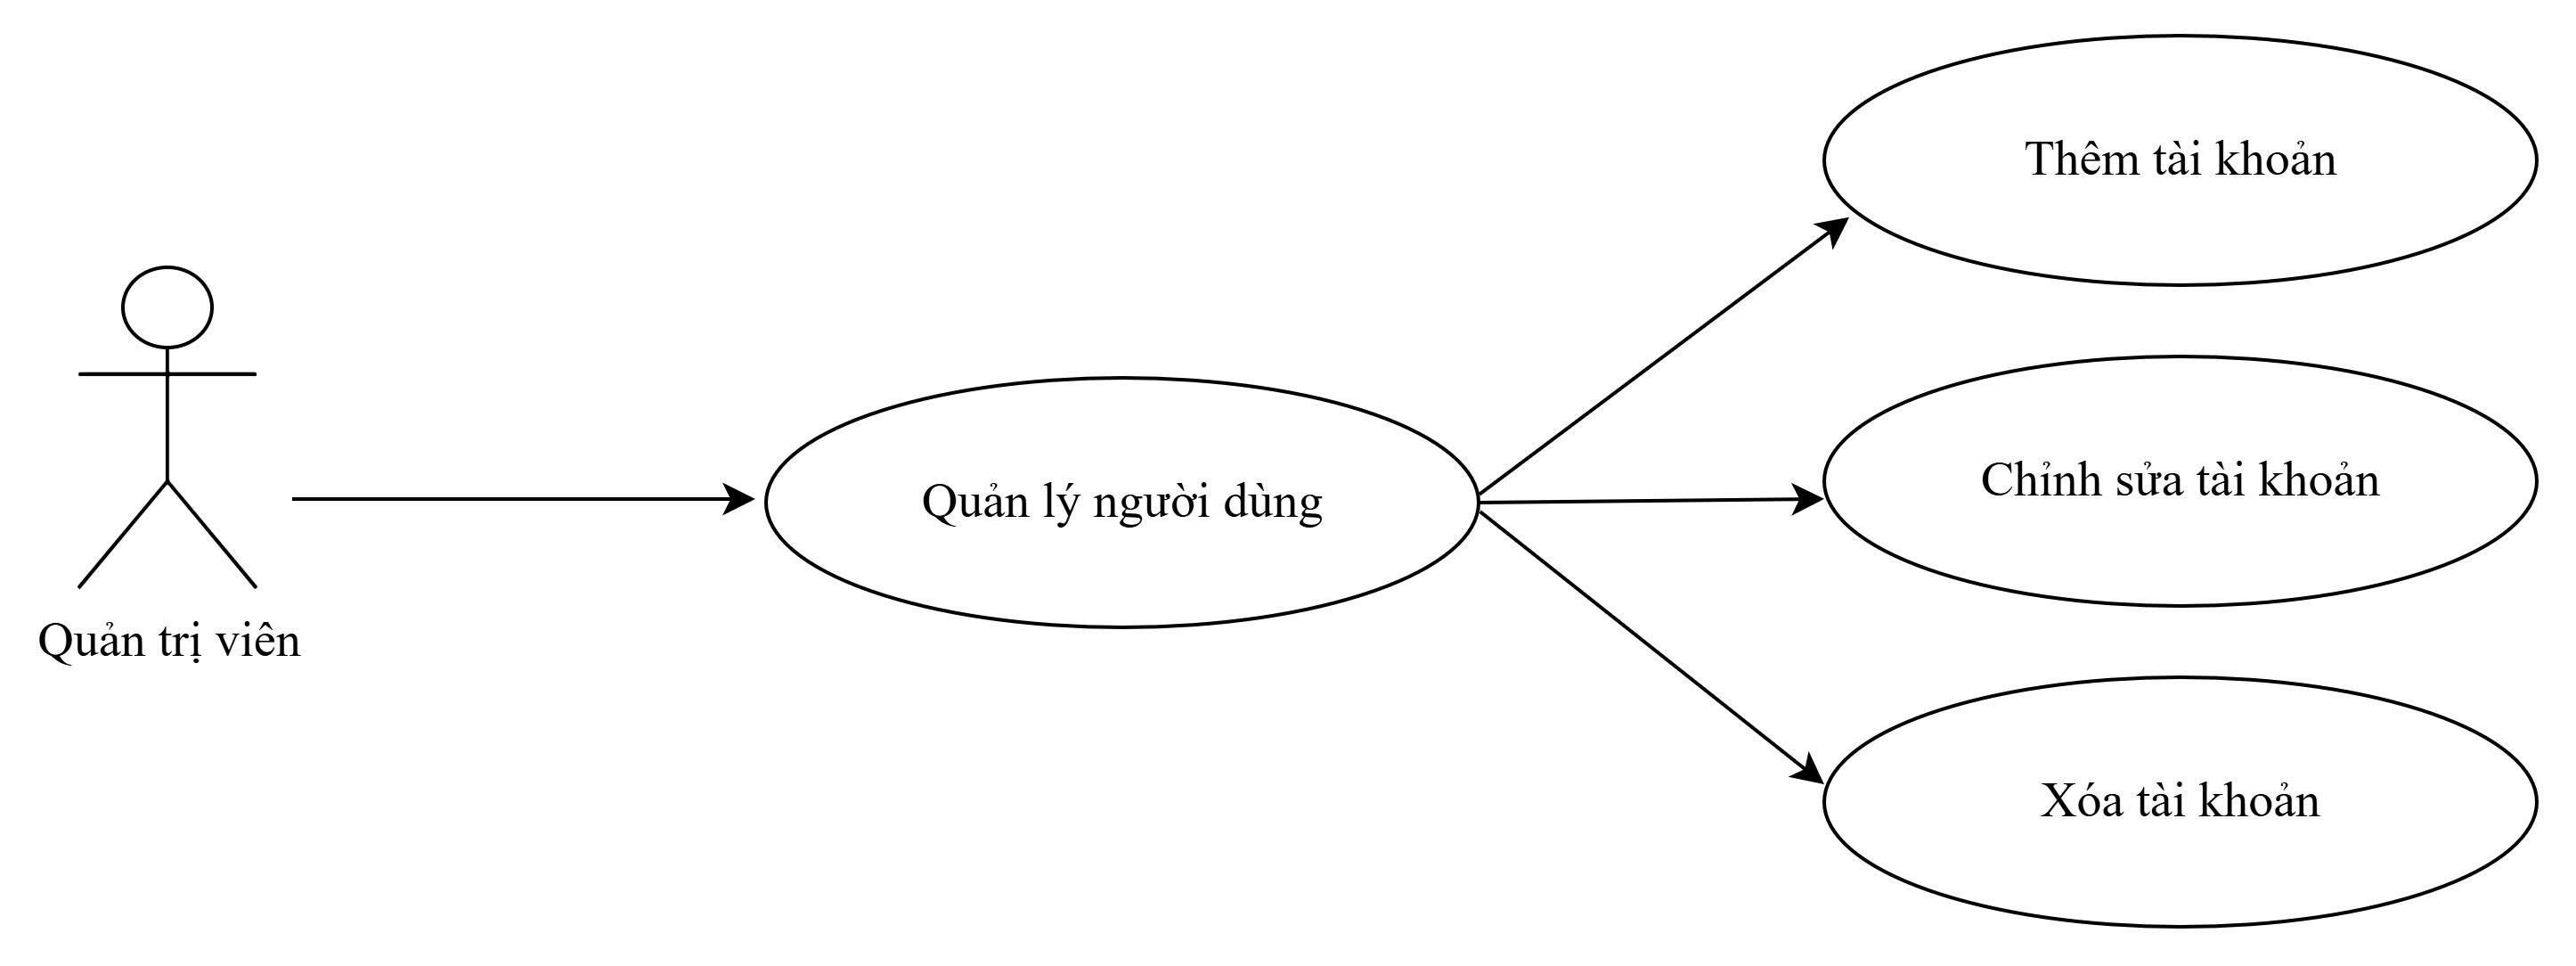 Quản trị viên
Quản lý người dùng
Thêm tài khoản
Chỉnh sửa tài khoản
Xóa tài khoản